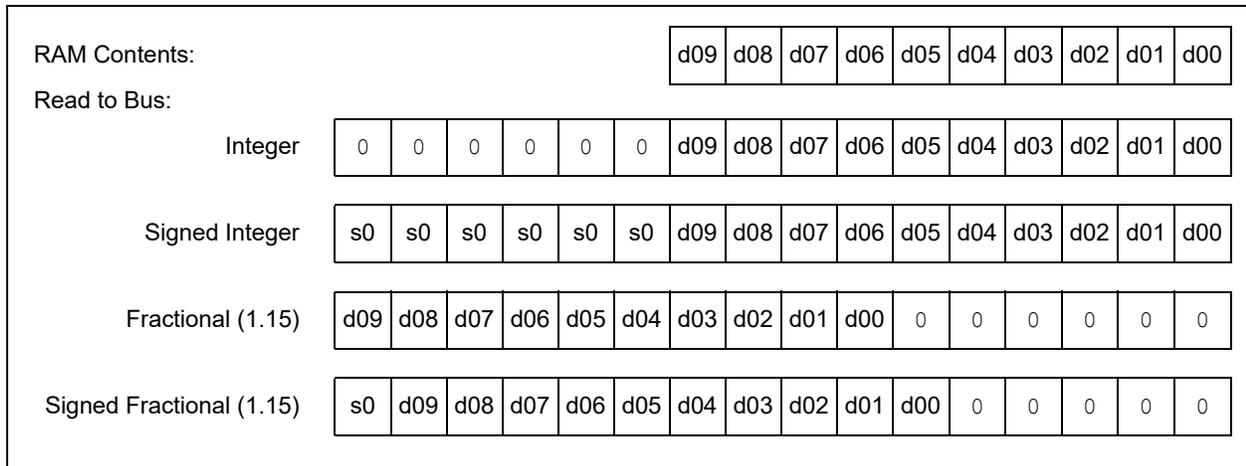 RAM Contents: d09 d08 d07 d06 d05 d04 d03 d02 d01 d00
Read to Bus:
Integer 0 0 0 0 0 0 d09 d08 d07 d06 d05 d04 d03 d02 d01 d00
Signed Integer s0 s0 s0 s0 s0 s0 d09 d08 d07 d06 d05 d04 d03 d02 d01 d00
Fractional (1.15) d09 d08 d07 d06 d05 d04 d03 d02 d01 d00 0 0 0 0 0 0
Signed Fractional (1.15) s0 d09 d08 d07 d06 d05 d04 d03 d02 d01 d00 0 0 0 0 0